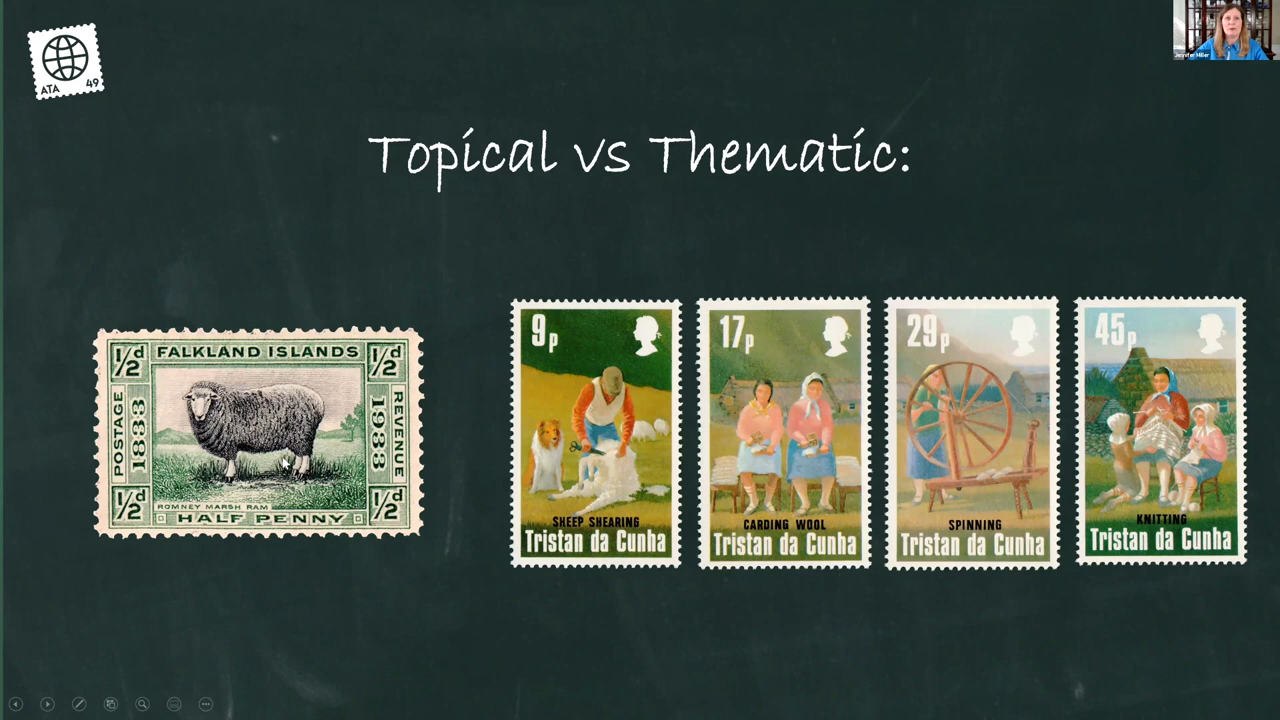 ATA 49
Jennifer Miller
Topical vs Thematic:
½d FALKLAND ISLANDS ½d
POSTAGE
1833
1933
REVENUE
ROMNEY MARSH RAM
½d HALF PENNY ½d
9p
SHEEP SHEARING
Tristan da Cunha
17p
CARDING WOOL
Tristan da Cunha
29p
SPINNING
Tristan da Cunha
45p
KNITTING
Tristan da Cunha